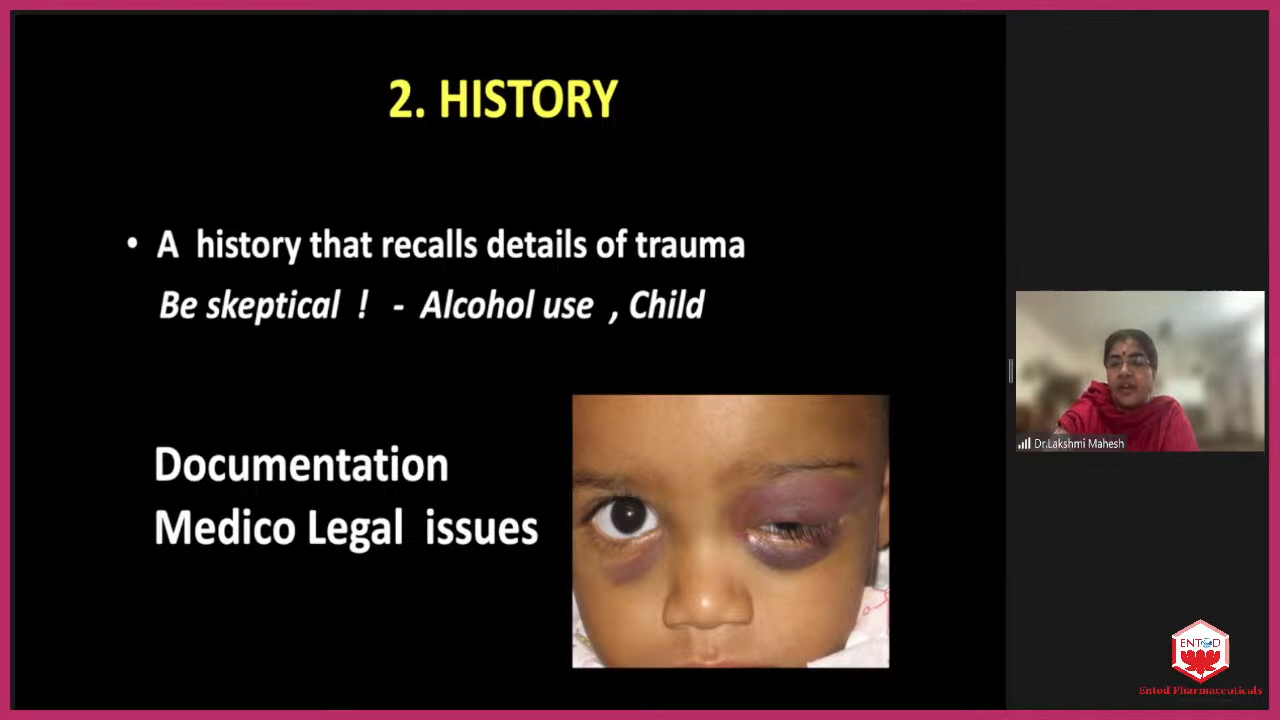 2. HISTORY
• A history that recalls details of trauma
Be skeptical ! - Alcohol use , Child
Documentation
Medico Legal issues
Dr.Lakshmi Mahesh
ENTOD
Entod Pharmaceuticals